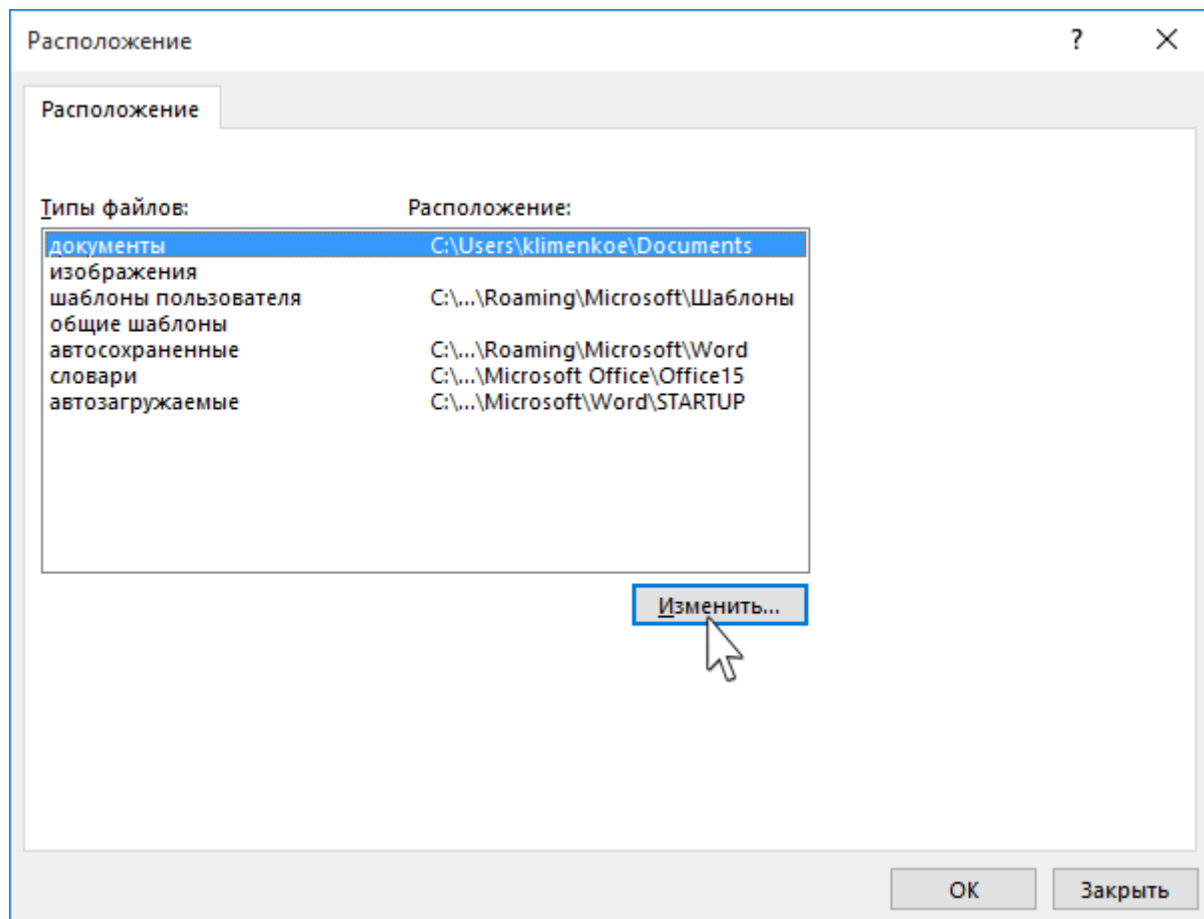 Расположение ?
Расположение
Типы файлов: Расположение:
документы C:\Users\klimenkoe\Documents
изображения
шаблоны пользователя C:\...\Roaming\Microsoft\Шаблоны
общие шаблоны
автосохраненные C:\...\Roaming\Microsoft\Word
словари C:\...\Microsoft Office\Office15
автозагружаемые C:\...\Microsoft\Word\STARTUP
Изменить...
ОК Закрыть